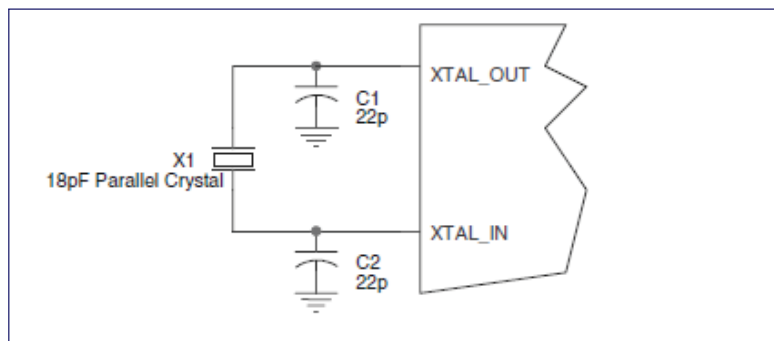 XTAL_OUT
C1
22p
X1
18pF Parallel Crystal
XTAL_IN
C2
22p